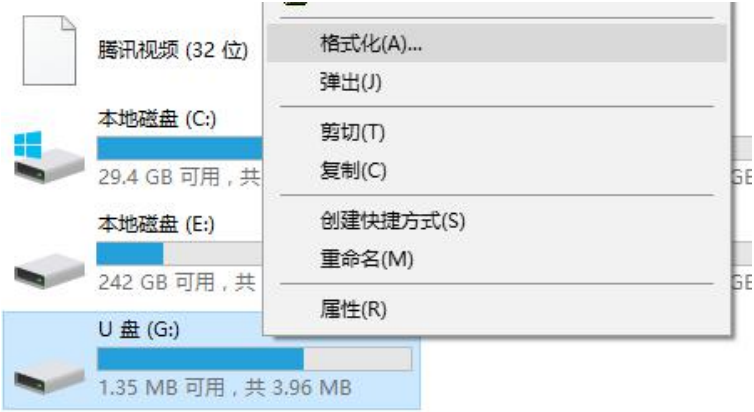 腾讯视频 (32 位)
本地磁盘 (C:)
29.4 GB 可用，共
本地磁盘 (E:)
242 GB 可用，共
U 盘 (G:)
1.35 MB 可用，共 3.96 MB
格式化(A)...
弹出(J)
剪切(T)
复制(C)
创建快捷方式(S)
重命名(M)
属性(R)